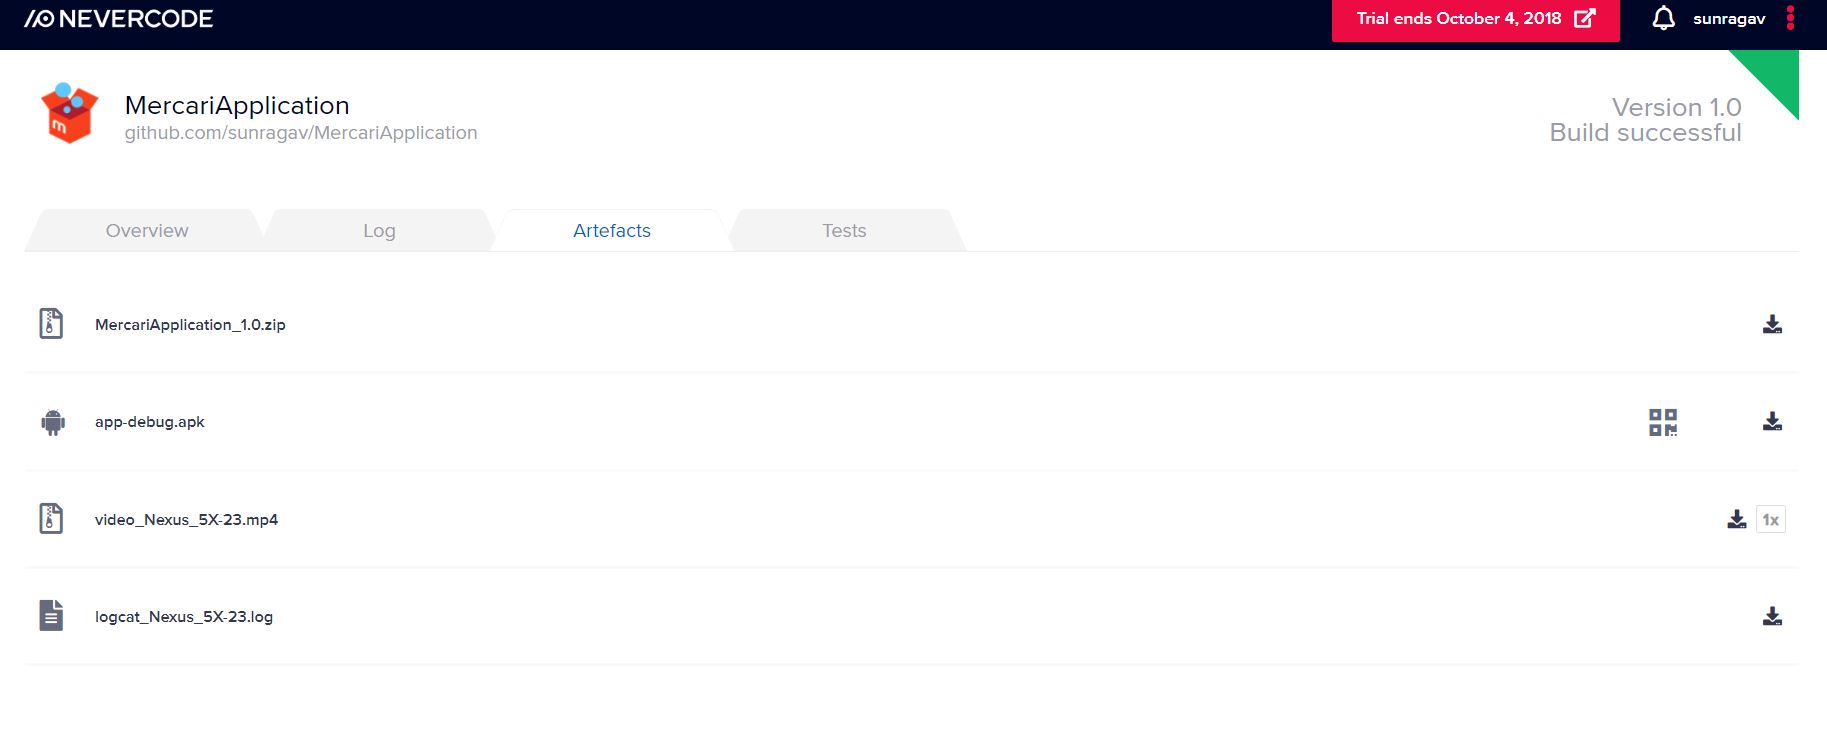 NEVERCODE
Trial ends October 4, 2018
sunragav
m
MercariApplication
github.com/sunragav/MercariApplication
Version 1.0
Build successful
Overview Log Artefacts Tests
MercariApplication_1.0.zip
app-debug.apk
video_Nexus_5X-23.mp4 1x
logcat_Nexus_5X-23.log